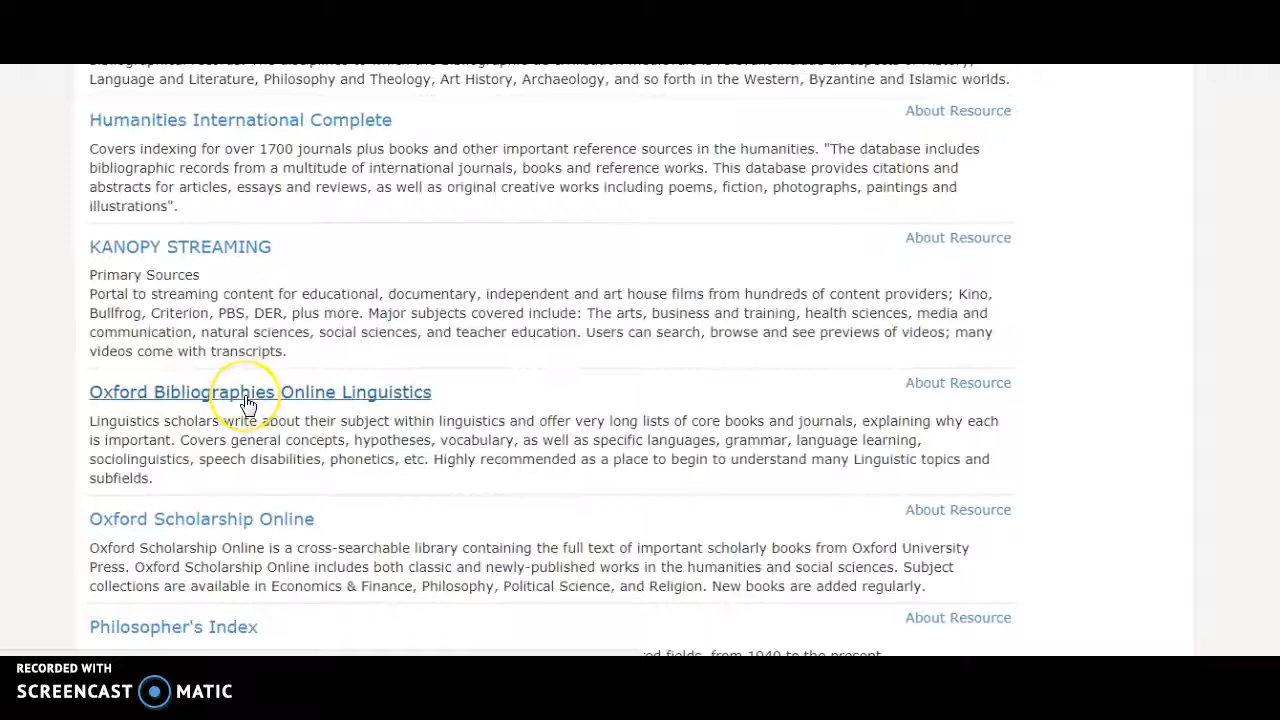 Language and Literature, Philosophy and Theology, Art History, Archaeology, and so forth in the Western, Byzantine and Islamic worlds.
About Resource
Humanities International Complete
Covers indexing for over 1700 journals plus books and other important reference sources in the humanities. "The database includes
bibliographic records from a multitude of international journals, books and reference works. This database provides citations and
abstracts for articles, essays and reviews, as well as original creative works including poems, fiction, photographs, paintings and
illustrations".
About Resource
KANOPY STREAMING
Primary Sources
Portal to streaming content for educational, documentary, independent and art house films from hundreds of content providers; Kino,
Bullfrog, Criterion, PBS, DER, plus more. Major subjects covered include: The arts, business and training, health sciences, media and
communication, natural sciences, social sciences, and teacher education. Users can search, browse and see previews of videos; many
videos come with transcripts.
About Resource
Oxford Bibliographies Online Linguistics
Linguistics scholars write about their subject within linguistics and offer very long lists of core books and journals, explaining why each
is important. Covers general concepts, hypotheses, vocabulary, as well as specific languages, grammar, language learning,
sociolinguistics, speech disabilities, phonetics, etc. Highly recommended as a place to begin to understand many Linguistic topics and
subfields.
About Resource
Oxford Scholarship Online
Oxford Scholarship Online is a cross-searchable library containing the full text of important scholarly books from Oxford University
Press. Oxford Scholarship Online includes both classic and newly-published works in the humanities and social sciences. Subject
collections are available in Economics & Finance, Philosophy, Political Science, and Religion. New books are added regularly.
About Resource
Philosopher's Index
fields, from 1940 to the present
RECORDED WITH
SCREENCAST MATIC